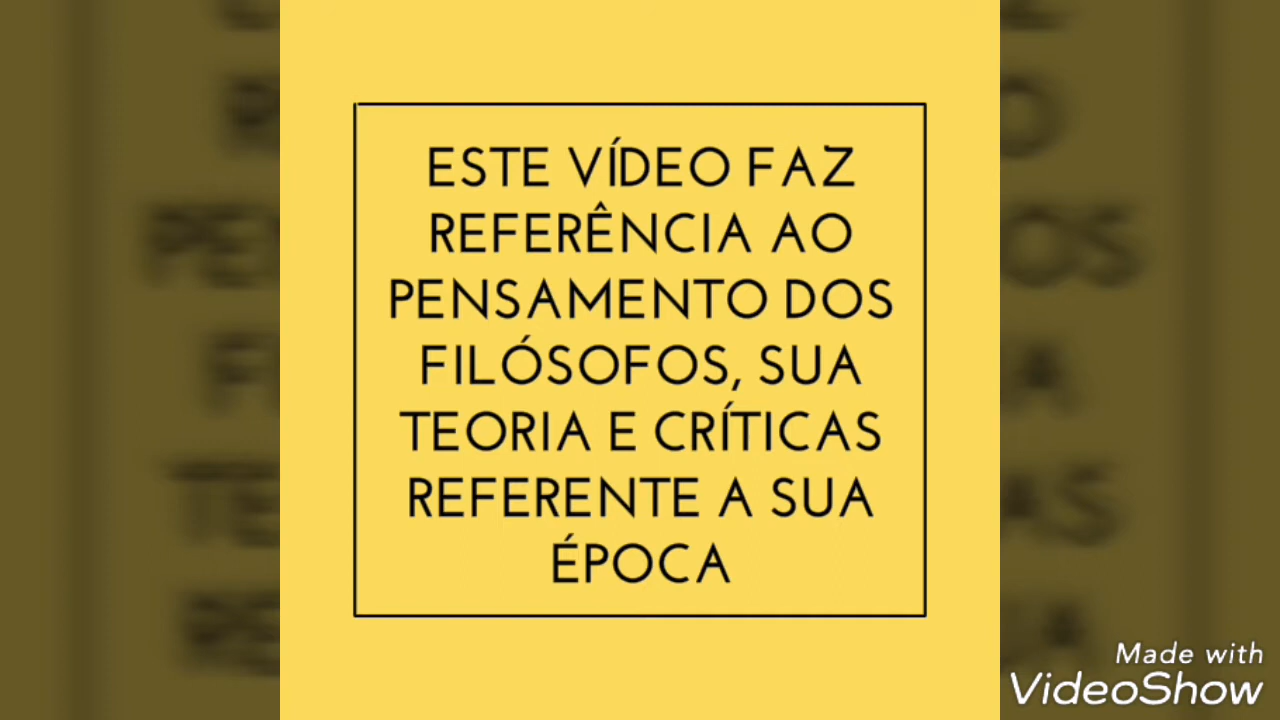 ESTE VÍDEO FAZ
REFERÊNCIA AO
PENSAMENTO DOS
FILÓSOFOS, SUA
TEORIA E CRÍTICAS
REFERENTE A SUA
ÉPOCA
Made with
VideoShow